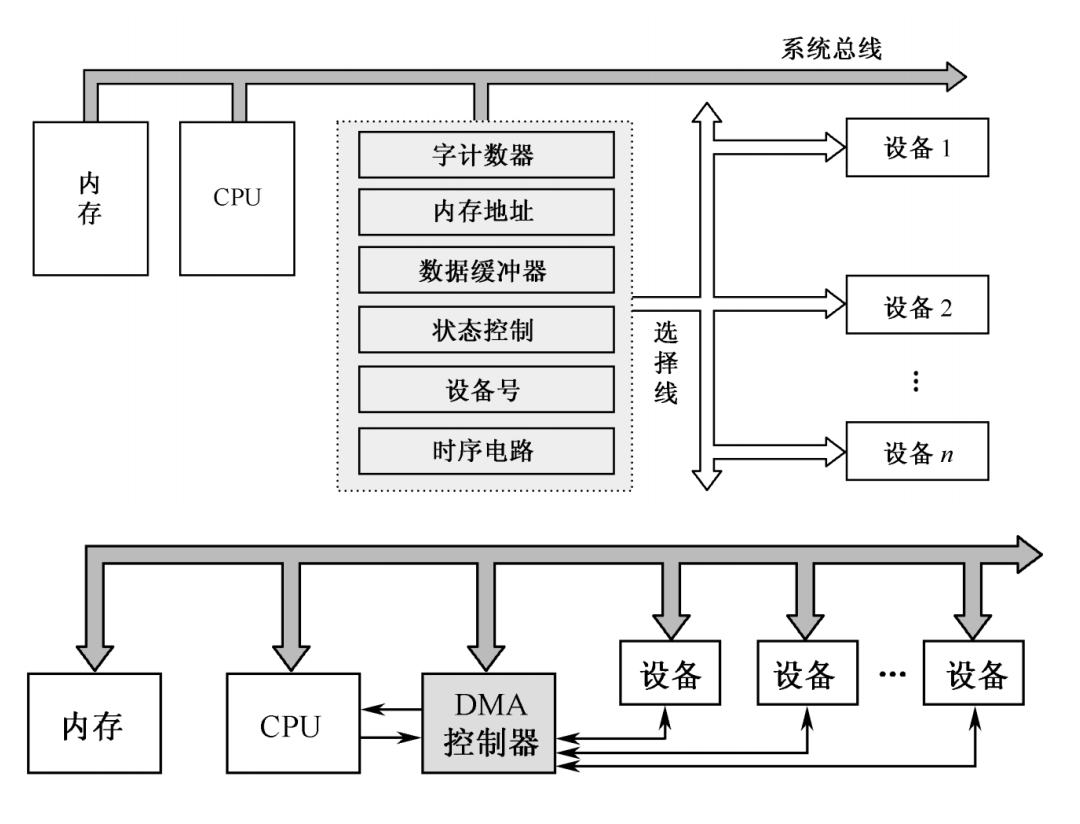 系统总线
内存
CPU
字计数器
内存地址
数据缓冲器
状态控制
设备号
时序电路
选择线
设备 1
设备 2
⋮
设备 n
内存
CPU
DMA
控制器
设备
设备
···
设备